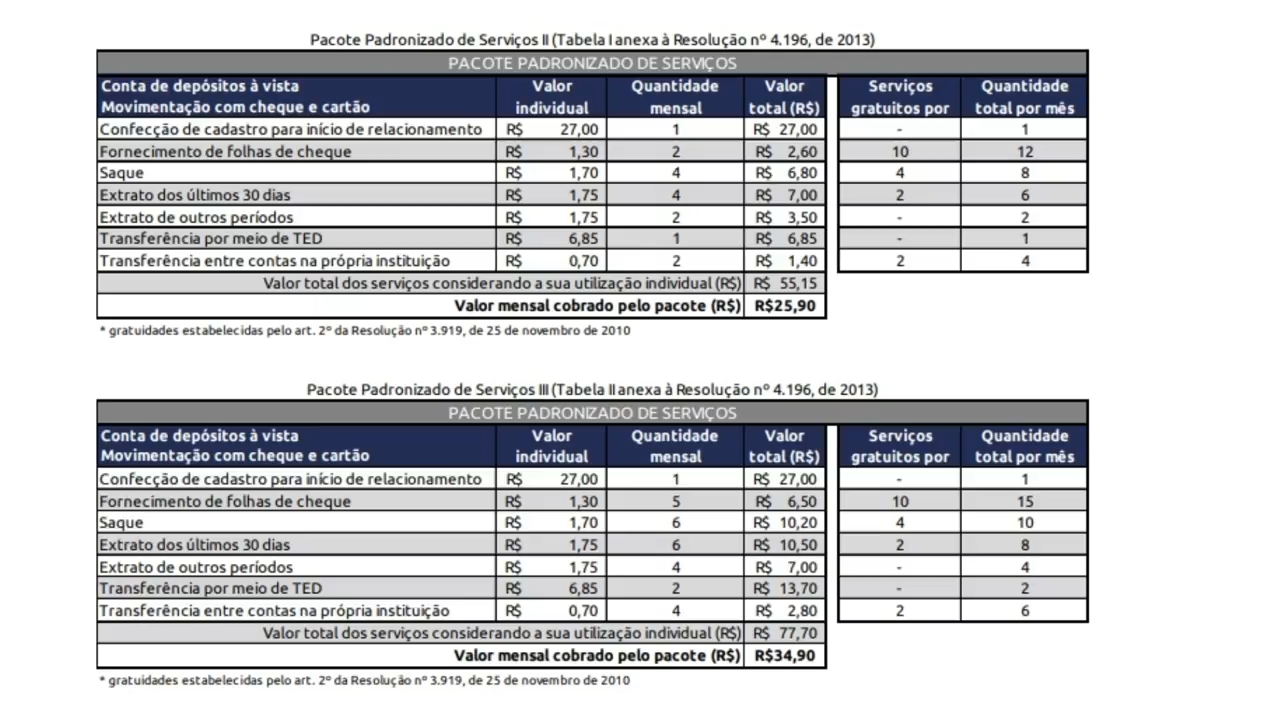 Pacote Padronizado de Serviços II (Tabela I anexa à Resolução nº 4.196, de 2013)
PACOTE PADRONIZADO DE SERVIÇOS
Conta de depósitos à vista Valor Quantidade Valor Serviços Quantidade
Movimentação com cheque e cartão individual mensal total (R$) gratuitos por total por mês
Confecção de cadastro para início de relacionamento R$ 27,00 1 R$ 27,00 - 1
Fornecimento de folhas de cheque R$ 1,30 2 R$ 2,60 10 12
Saque R$ 1,70 4 R$ 6,80 4 8
Extrato dos últimos 30 dias R$ 1,75 4 R$ 7,00 2 6
Extrato de outros períodos R$ 1,75 2 R$ 3,50 - 2
Transferência por meio de TED R$ 6,85 1 R$ 6,85 - 1
Transferência entre contas na própria instituição R$ 0,70 2 R$ 1,40 2 4
Valor total dos serviços considerando a sua utilização individual (R$) R$ 55,15
Valor mensal cobrado pelo pacote (R$) R$25,90
* gratuidades estabelecidas pelo art. 2º da Resolução nº 3.919, de 25 de novembro de 2010
Pacote Padronizado de Serviços III (Tabela II anexa à Resolução nº 4.196, de 2013)
PACOTE PADRONIZADO DE SERVIÇOS
Conta de depósitos à vista Valor Quantidade Valor Serviços Quantidade
Movimentação com cheque e cartão individual mensal total (R$) gratuitos por total por mês
Confecção de cadastro para início de relacionamento R$ 27,00 1 R$ 27,00 - 1
Fornecimento de folhas de cheque R$ 1,30 5 R$ 6,50 10 15
Saque R$ 1,70 6 R$ 10,20 4 10
Extrato dos últimos 30 dias R$ 1,75 6 R$ 10,50 2 8
Extrato de outros períodos R$ 1,75 4 R$ 7,00 - 4
Transferência por meio de TED R$ 6,85 2 R$ 13,70 - 2
Transferência entre contas na própria instituição R$ 0,70 4 R$ 2,80 2 6
Valor total dos serviços considerando a sua utilização individual (R$) R$ 77,70
Valor mensal cobrado pelo pacote (R$) R$34,90
* gratuidades estabelecidas pelo art. 2º da Resolução nº 3.919, de 25 de novembro de 2010